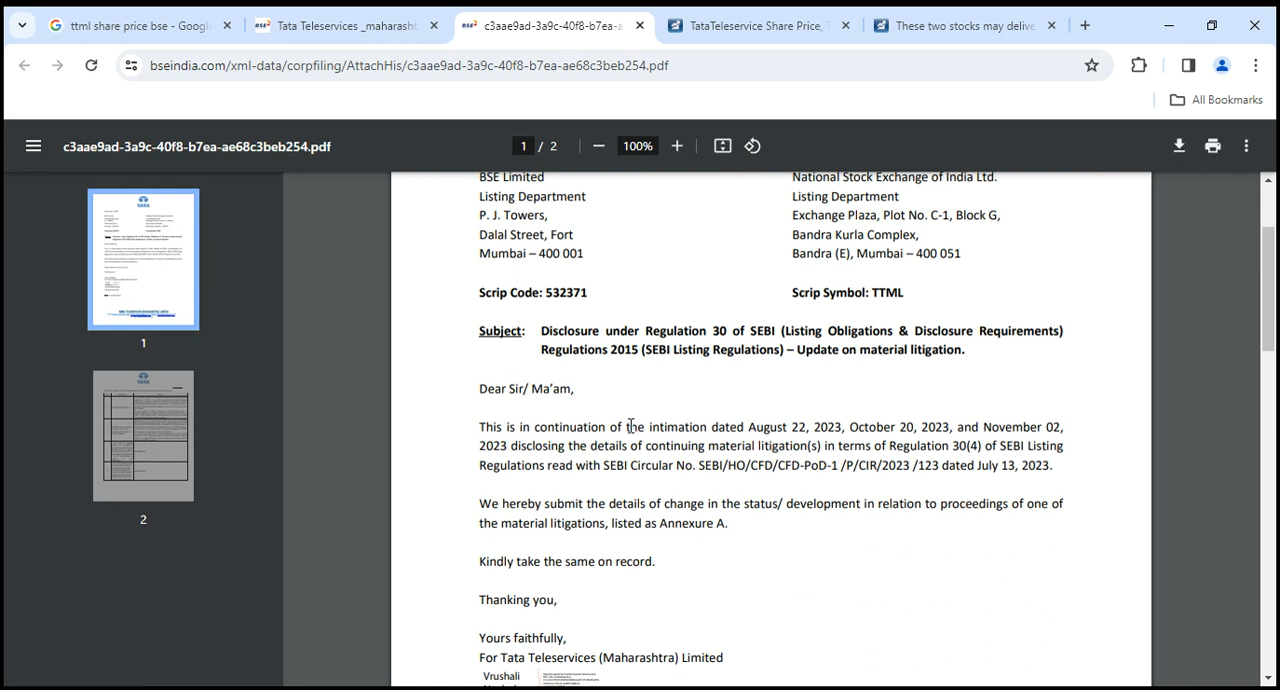 ttml share price bse - Google
Tata Teleservices _maharasht
c3aae9ad-3a9c-40f8-b7ea-a
TataTeleservice Share Price, T
These two stocks may delive
bseindia.com/xml-data/corpfiling/AttachHis/c3aae9ad-3a9c-40f8-b7ea-ae68c3beb254.pdf
All Bookmarks
c3aae9ad-3a9c-40f8-b7ea-ae68c3beb254.pdf
1 / 2
100%
TATA
1
TATA
2
BSE Limited
Listing Department
P. J. Towers,
Dalal Street, Fort
Mumbai – 400 001
National Stock Exchange of India Ltd.
Listing Department
Exchange Plaza, Plot No. C-1, Block G,
Bandra Kurla Complex,
Bandra (E), Mumbai – 400 051
Scrip Code: 532371
Scrip Symbol: TTML
Subject: Disclosure under Regulation 30 of SEBI (Listing Obligations & Disclosure Requirements)
Regulations 2015 (SEBI Listing Regulations) – Update on material litigation.
Dear Sir/ Ma’am,
This is in continuation of the intimation dated August 22, 2023, October 20, 2023, and November 02,
2023 disclosing the details of continuing material litigation(s) in terms of Regulation 30(4) of SEBI Listing
Regulations read with SEBI Circular No. SEBI/HO/CFD/CFD-PoD-1 /P/CIR/2023 /123 dated July 13, 2023.
We hereby submit the details of change in the status/ development in relation to proceedings of one of
the material litigations, listed as Annexure A.
Kindly take the same on record.
Thanking you,
Yours faithfully,
For Tata Teleservices (Maharashtra) Limited
Vrushali